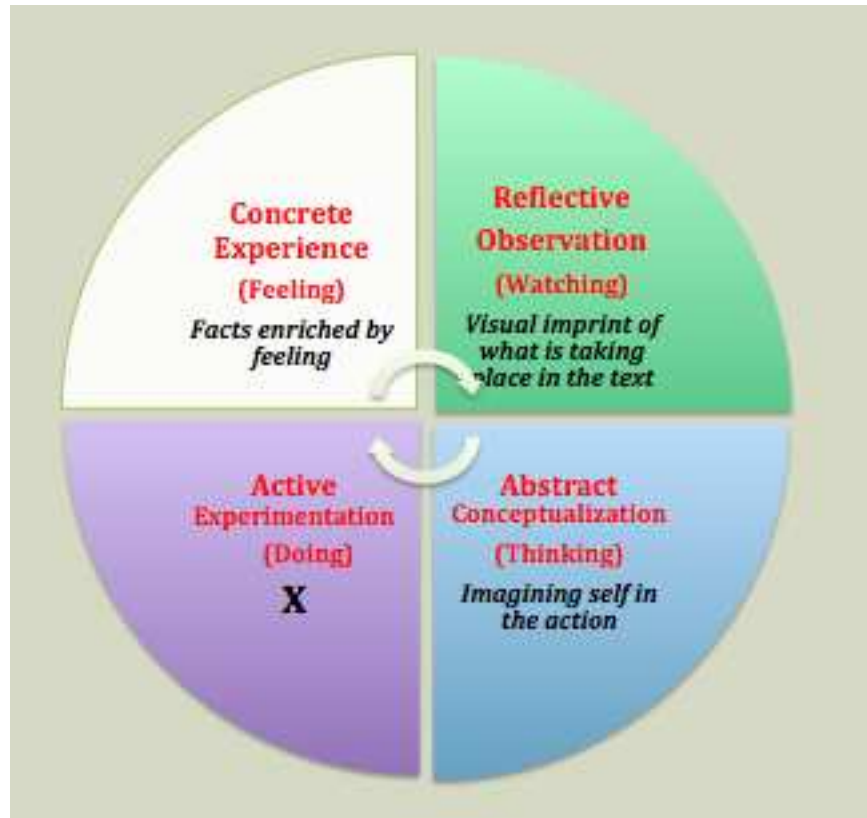 Concrete
Experience
(Feeling)
Facts enriched by
feeling
Reflective
Observation
(Watching)
Visual imprint of
what is taking
place in the text
Active
Experimentation
(Doing)
X
Abstract
Conceptualization
(Thinking)
Imagining self in
the action